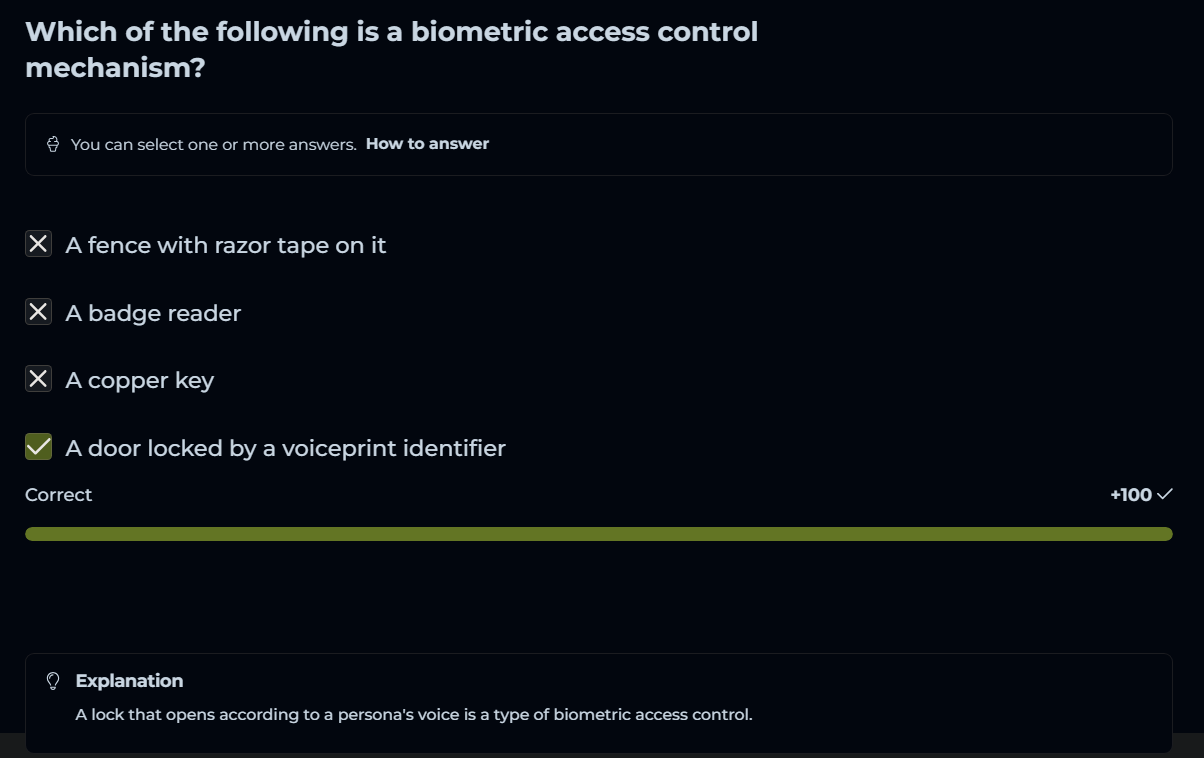 Which of the following is a biometric access control
mechanism?
You can select one or more answers. How to answer
A fence with razor tape on it
A badge reader
A copper key
A door locked by a voiceprint identifier
Correct
+100
Explanation
A lock that opens according to a persona's voice is a type of biometric access control.